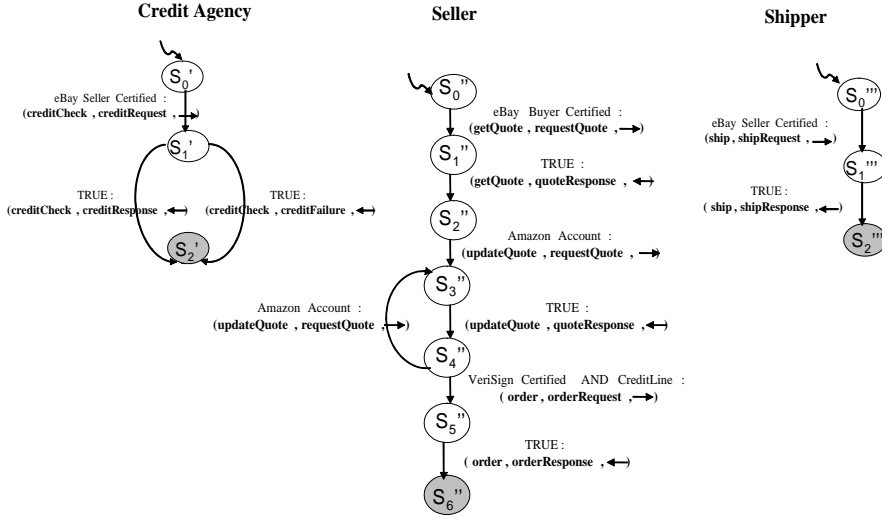 Credit Agency
S0'
eBay Seller Certified :
(creditCheck , creditRequest , →)
S1'
TRUE :
(creditCheck , creditResponse , ←)
TRUE :
(creditCheck , creditFailure , ←)
S2'
Seller
S0''
eBay Buyer Certified :
(getQuote , requestQuote , →)
S1''
TRUE :
(getQuote , quoteResponse , ←)
S2''
Amazon Account :
(updateQuote , requestQuote , →)
S3''
Amazon Account :
(updateQuote , requestQuote , →)
TRUE :
(updateQuote , quoteResponse , ←)
S4''
VeriSign Certified AND CreditLine :
( order , orderRequest , →)
S5''
TRUE :
( order , orderResponse , ←)
S6''
Shipper
S0'''
eBay Seller Certified :
(ship , shipRequest , →)
S1'''
TRUE :
( ship , shipResponse , ←)
S2'''